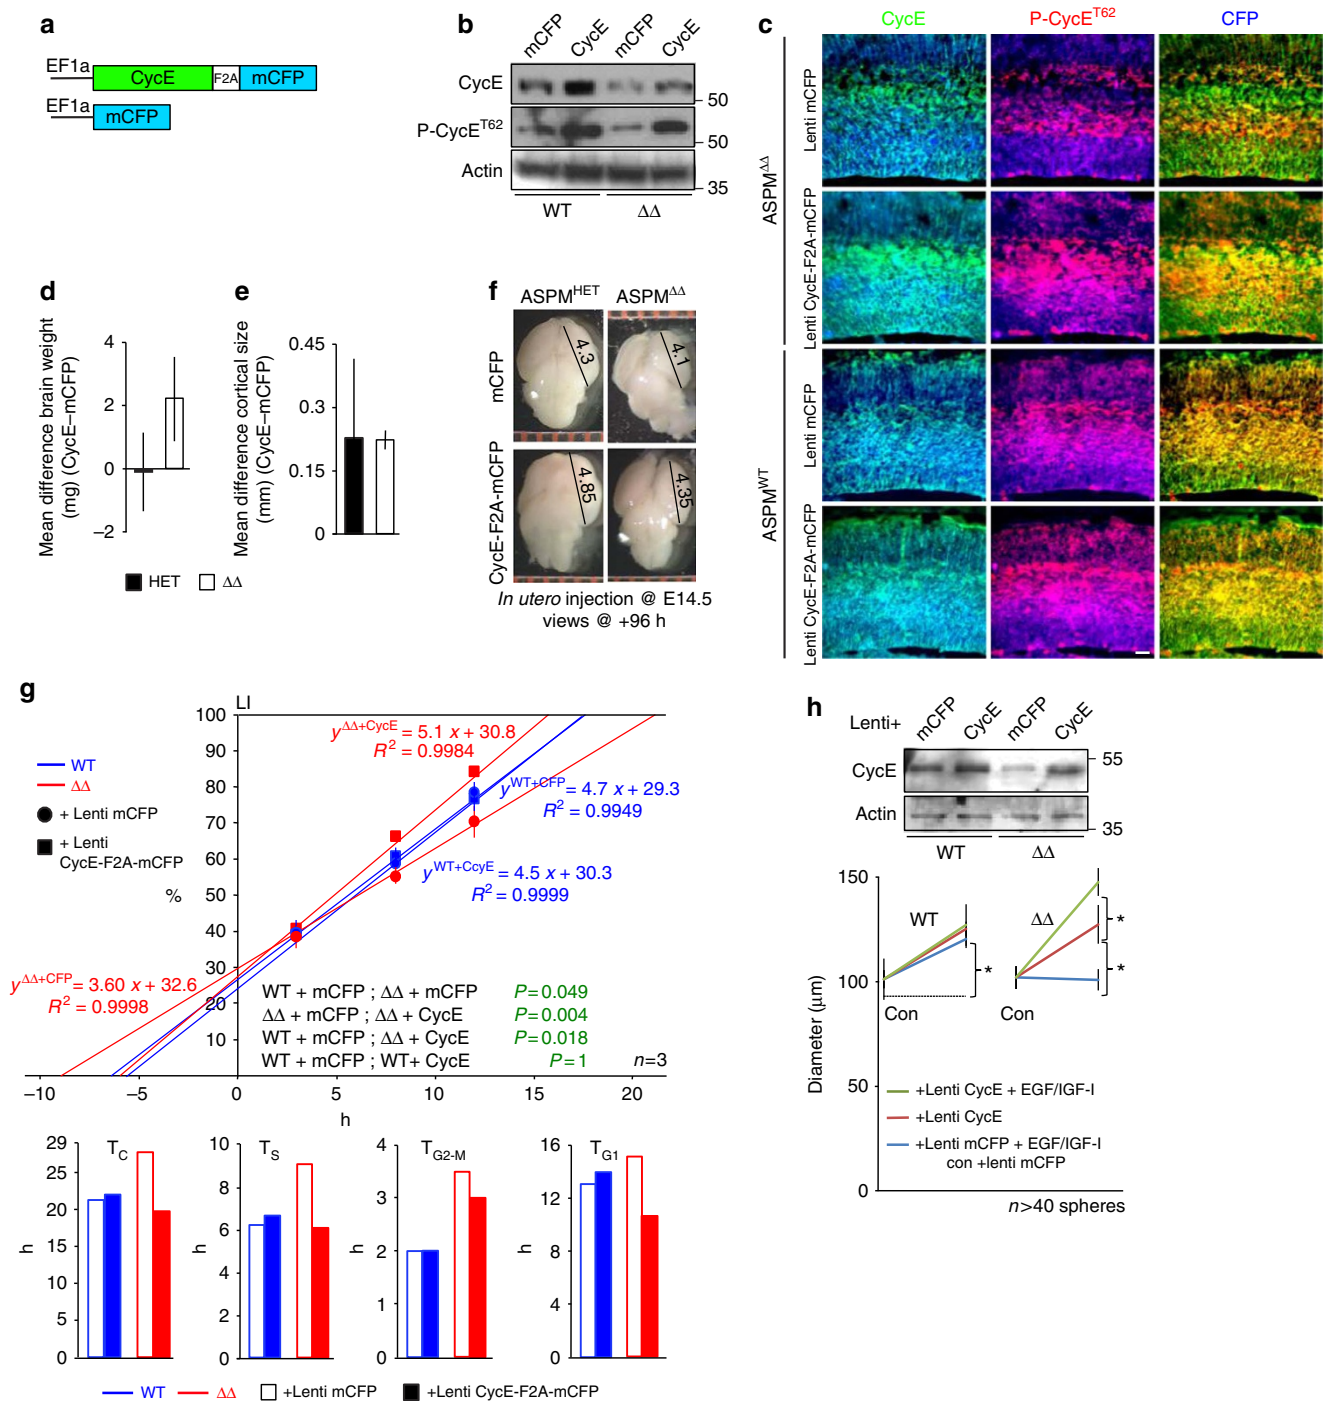 a
EF1a
CycE
F2A
mCFP
EF1a
mCFP
b
mCFP
CycE
mCFP
CycE
CycE
50
P-CycE^T62
50
Actin
35
WT
ΔΔ
c
CycE
P-CycE^T62
CFP
ASPM^ΔΔ
Lenti mCFP
Lenti CycE-F2A-mCFP
ASPM^WT
Lenti mCFP
Lenti CycE-F2A-mCFP
d
Mean difference brain weight
(mg) (CycE–mCFP)
4
2
0
–2
HET
ΔΔ
e
Mean difference cortical size
(mm) (CycE–mCFP)
0.45
0.3
0.15
0
f
ASPM^HET
ASPM^ΔΔ
mCFP
4.3
4.1
CycE-F2A-mCFP
4.85
4.35
In utero injection @ E14.5
views @ +96 h
g
LI
100
90
80
70
60
50
40
30
20
10
%
WT
ΔΔ
+ Lenti mCFP
+ Lenti
CycE-F2A-mCFP
y^ΔΔ+CycE = 5.1 x + 30.8
R² = 0.9984
y^WT+CFP = 4.7 x + 29.3
R² = 0.9949
y^WT+CcyE = 4.5 x + 30.3
R² = 0.9999
y^ΔΔ+CFP = 3.60 x + 32.6
R² = 0.9998
WT + mCFP ; ΔΔ + mCFP P=0.049
ΔΔ + mCFP ; ΔΔ + CycE P=0.004
WT + mCFP ; ΔΔ + CycE P=0.018
WT + mCFP ; WT+ CycE P=1
n=3
–10
–5
0
5
10
15
20
h
T_C
29
25
20
15
10
5
0
h
T_S
10
8
6
4
2
0
h
T_G2-M
4
3
2
1
0
h
T_G1
16
12
8
4
0
h
WT
ΔΔ
+Lenti mCFP
+Lenti CycE-F2A-mCFP
h
Lenti+
mCFP
CycE
mCFP
CycE
CycE
55
Actin
35
WT
ΔΔ
Diameter (µm)
150
100
50
0
WT
ΔΔ
*
*
*
Con
Con
+Lenti CycE + EGF/IGF-I
+Lenti CycE
+Lenti mCFP + EGF/IGF-I
con +lenti mCFP
n>40 spheres